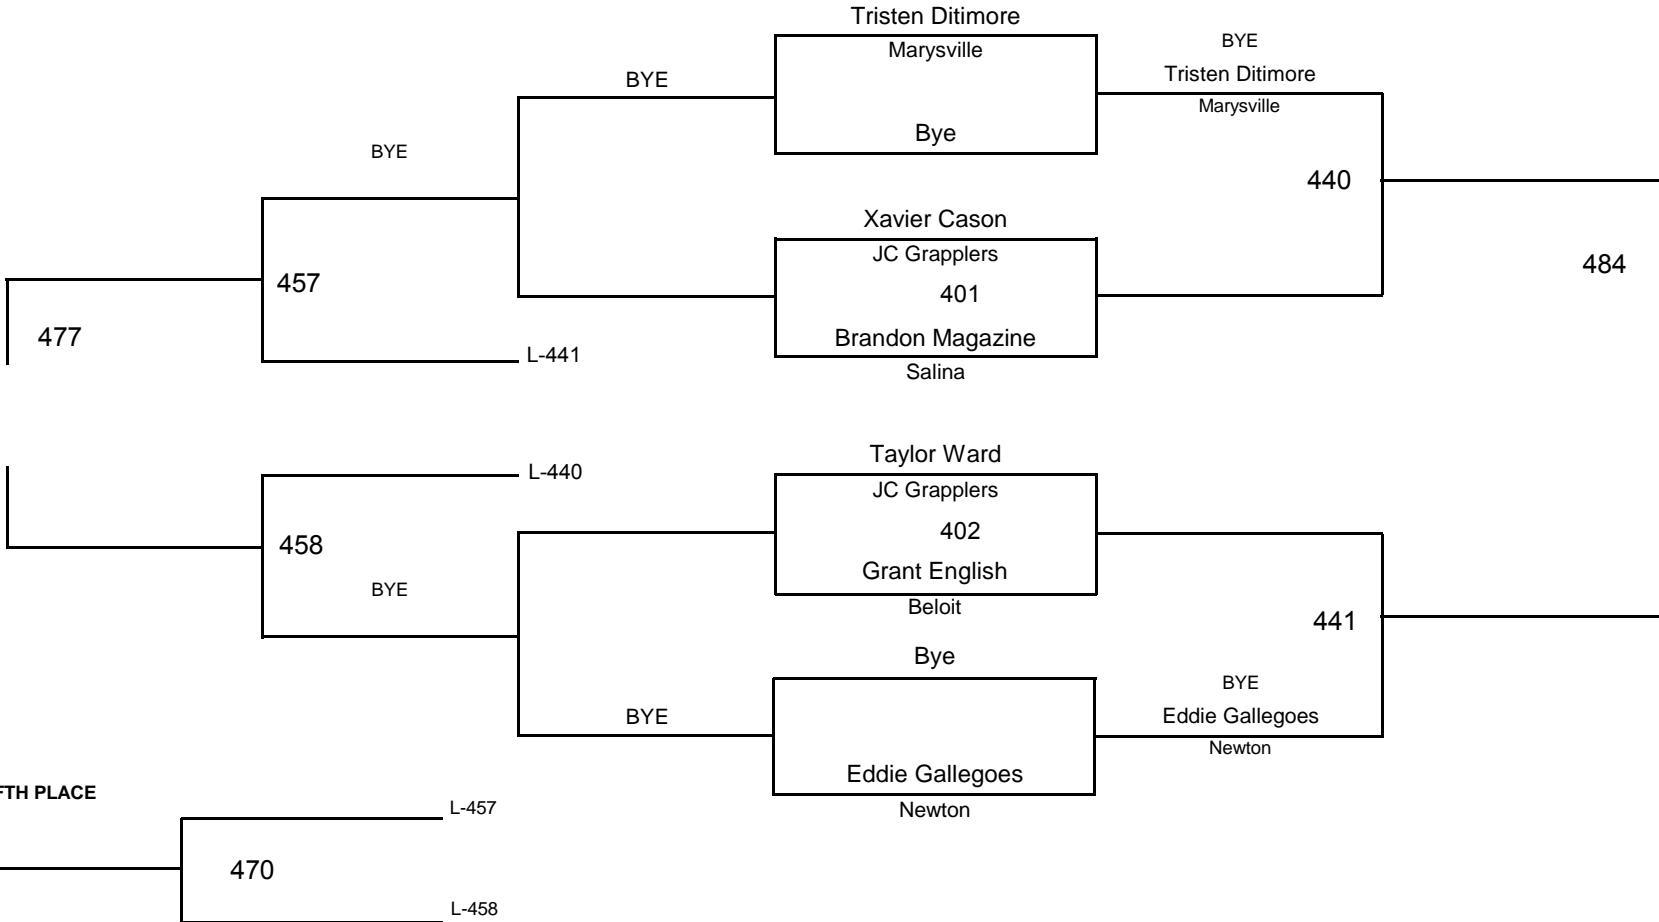 Tristen Ditimore
Marysville
BYE
BYE
Tristen Ditimore
Marysville
Bye
BYE
440
Xavier Cason
JC Grapplers
484
457
401
477
Brandon Magazine
L-441
Salina
Taylor Ward
L-440
JC Grapplers
402
458
Grant English
BYE
Beloit
441
Bye
BYE
BYE
Eddie Gallegoes
Newton
Eddie Gallegoes
Newton
FTH PLACE
L-457
470
L-458